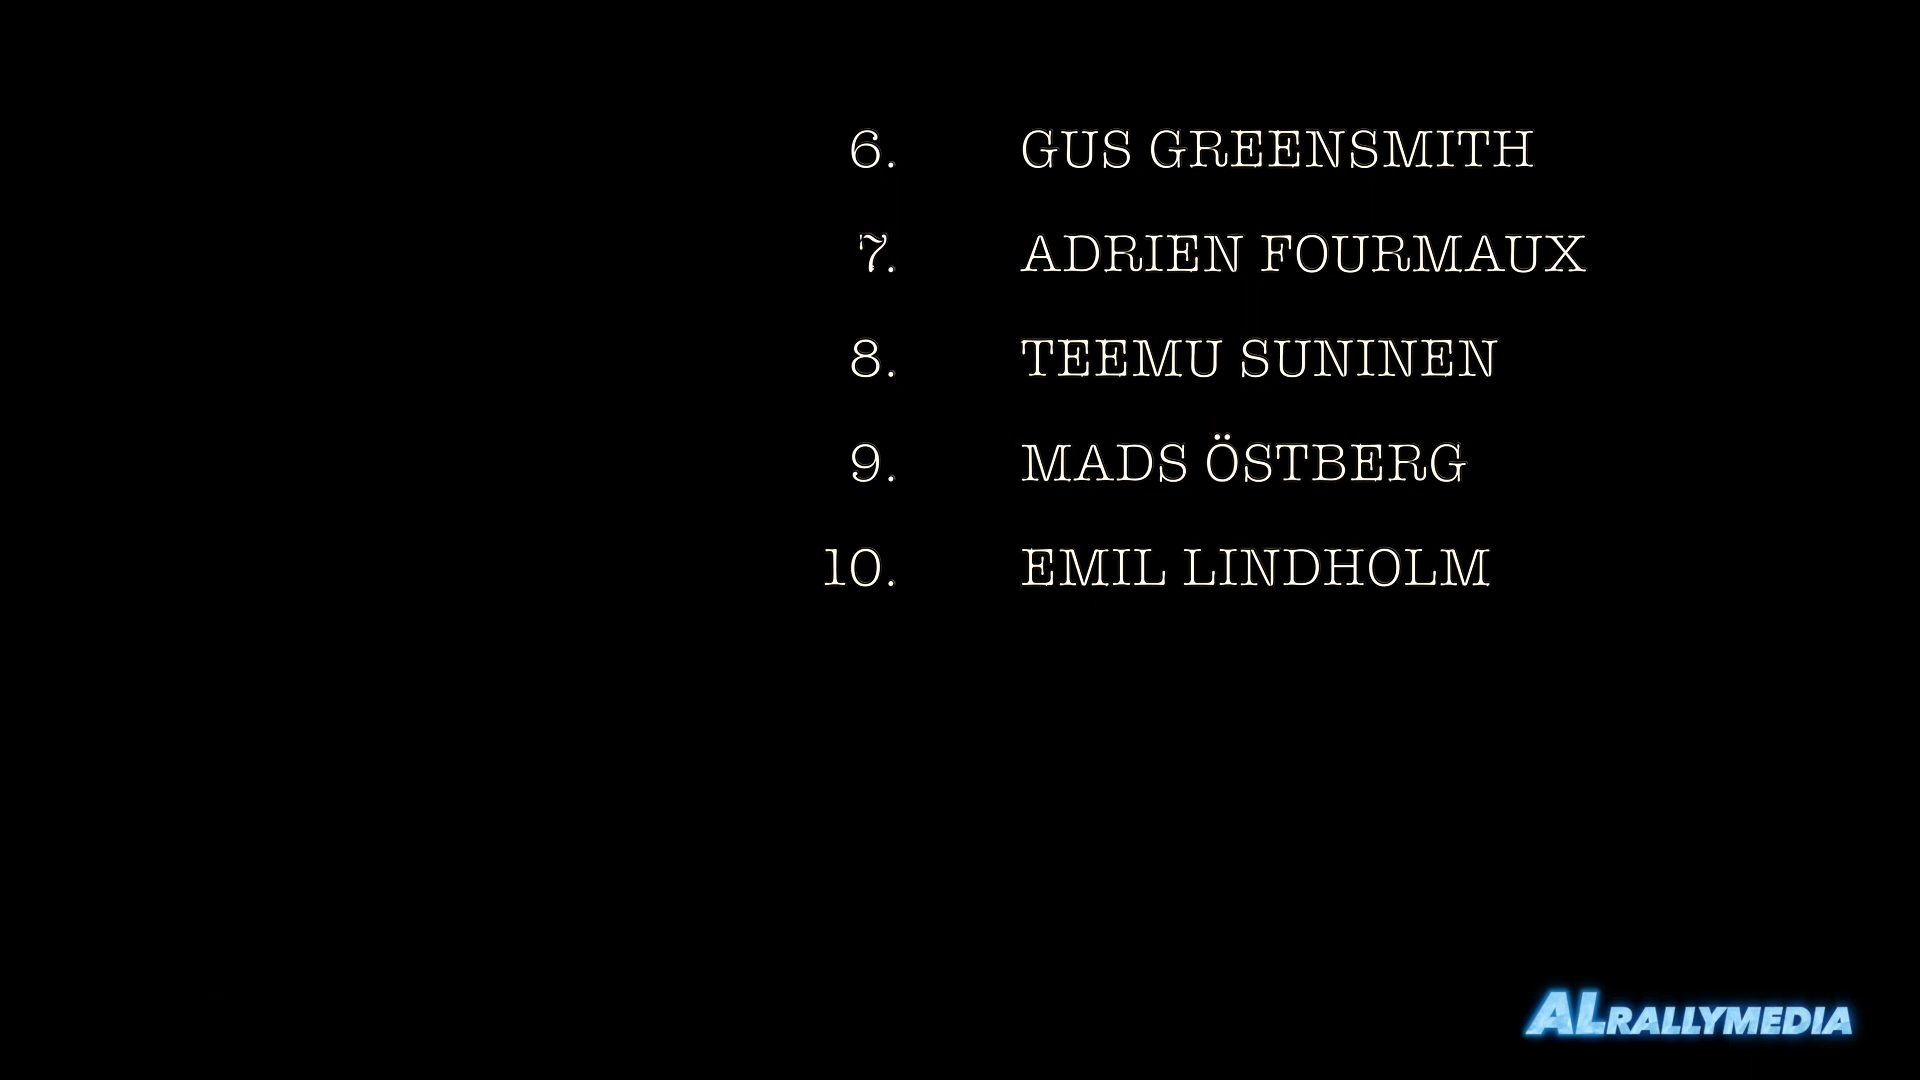 6. GUS GREENSMITH
7. ADRIEN FOURMAUX
8. TEEMU SUNINEN
9. MADS ÖSTBERG
10. EMIL LINDHOLM
ALRALLYMEDIA